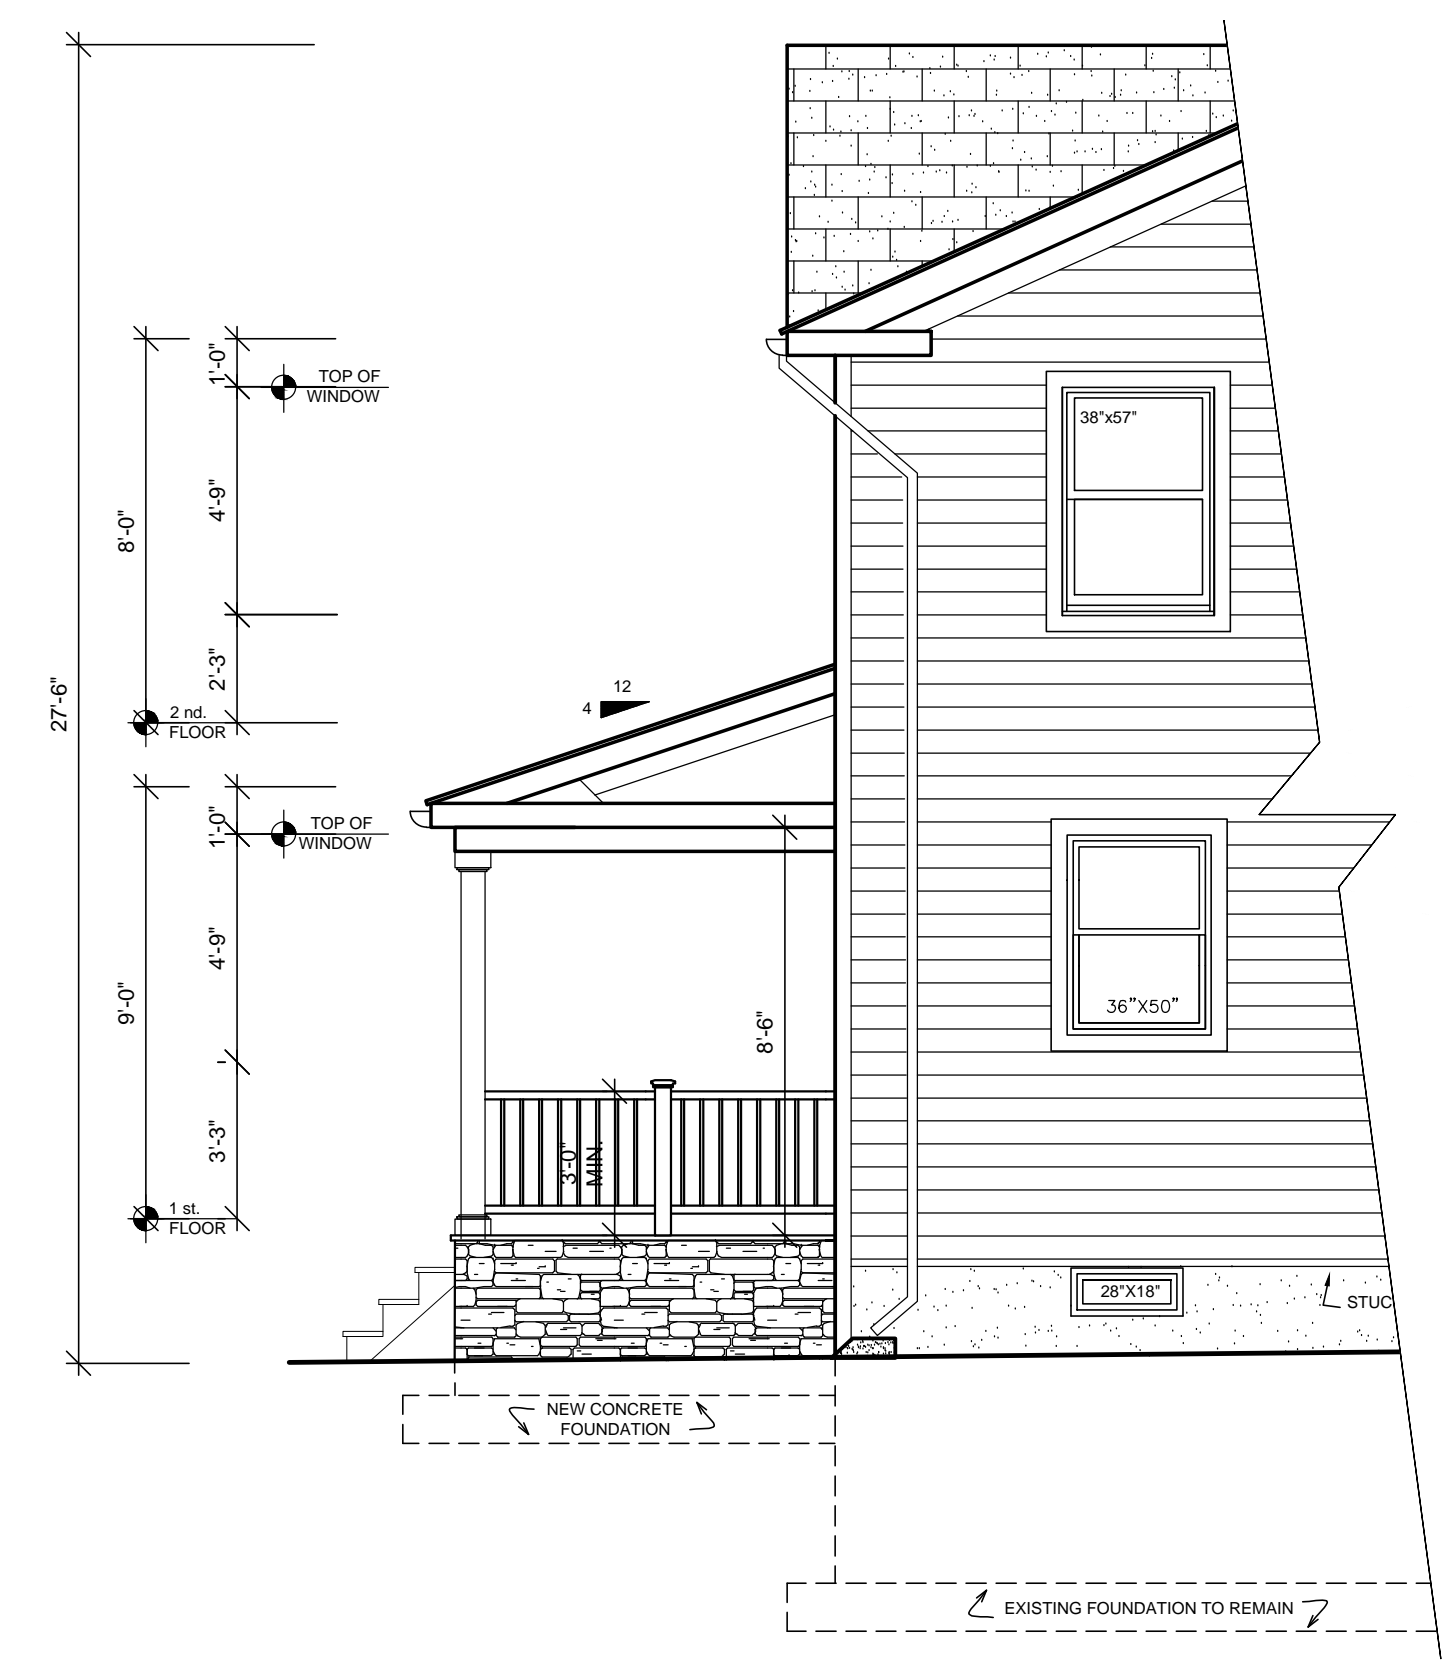 1'-0"
TOP OF
WINDOW
38"x57"
4'-9"
8'-0"
2'-3"
27'-6"
12
4
2 nd.
FLOOR
1'-0"
TOP OF
WINDOW
4'-9"
9'-0"
36"X50"
8'-6"
3'-3"
3'-0"
MIN.
1 st.
FLOOR
28"X18"
STUC
NEW CONCRETE
FOUNDATION
EXISTING FOUNDATION TO REMAIN